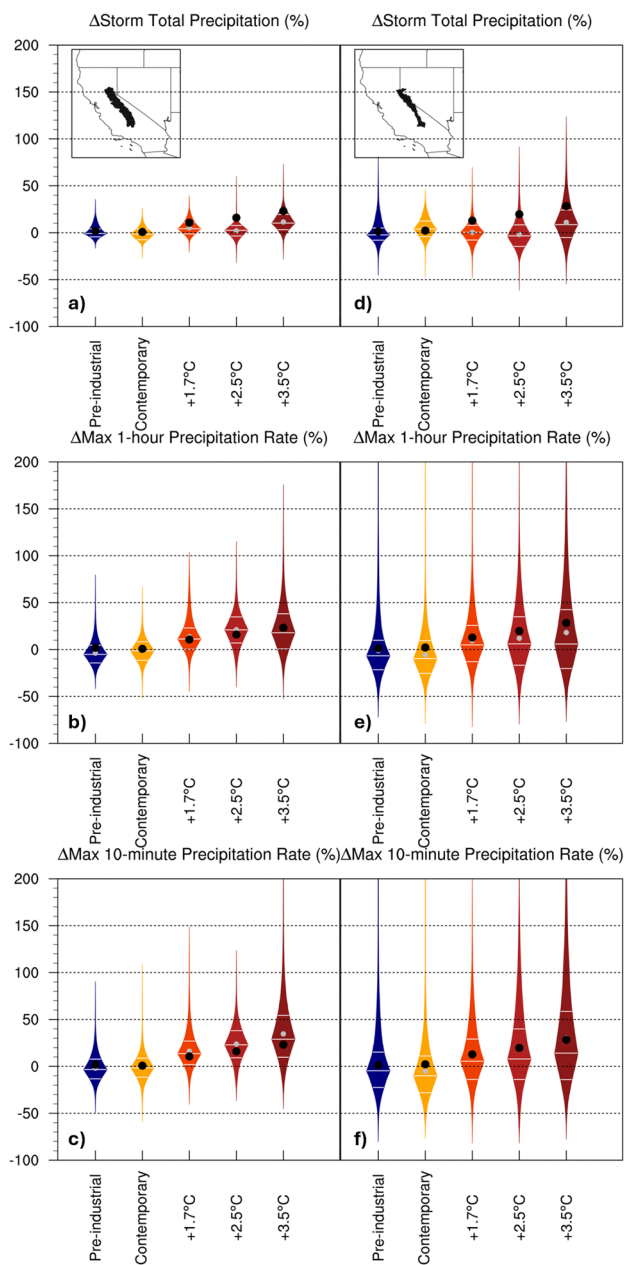 ΔStorm Total Precipitation (%)
ΔStorm Total Precipitation (%)
200
150
100
50
0
-50
-100
a)
d)
Pre-industrial
Contemporary
+1.7°C
+2.5°C
+3.5°C
Pre-industrial
Contemporary
+1.7°C
+2.5°C
+3.5°C
ΔMax 1-hour Precipitation Rate (%)
ΔMax 1-hour Precipitation Rate (%)
200
150
100
50
0
-50
-100
b)
e)
Pre-industrial
Contemporary
+1.7°C
+2.5°C
+3.5°C
Pre-industrial
Contemporary
+1.7°C
+2.5°C
+3.5°C
ΔMax 10-minute Precipitation Rate (%)
ΔMax 10-minute Precipitation Rate (%)
200
150
100
50
0
-50
-100
c)
f)
Pre-industrial
Contemporary
+1.7°C
+2.5°C
+3.5°C
Pre-industrial
Contemporary
+1.7°C
+2.5°C
+3.5°C